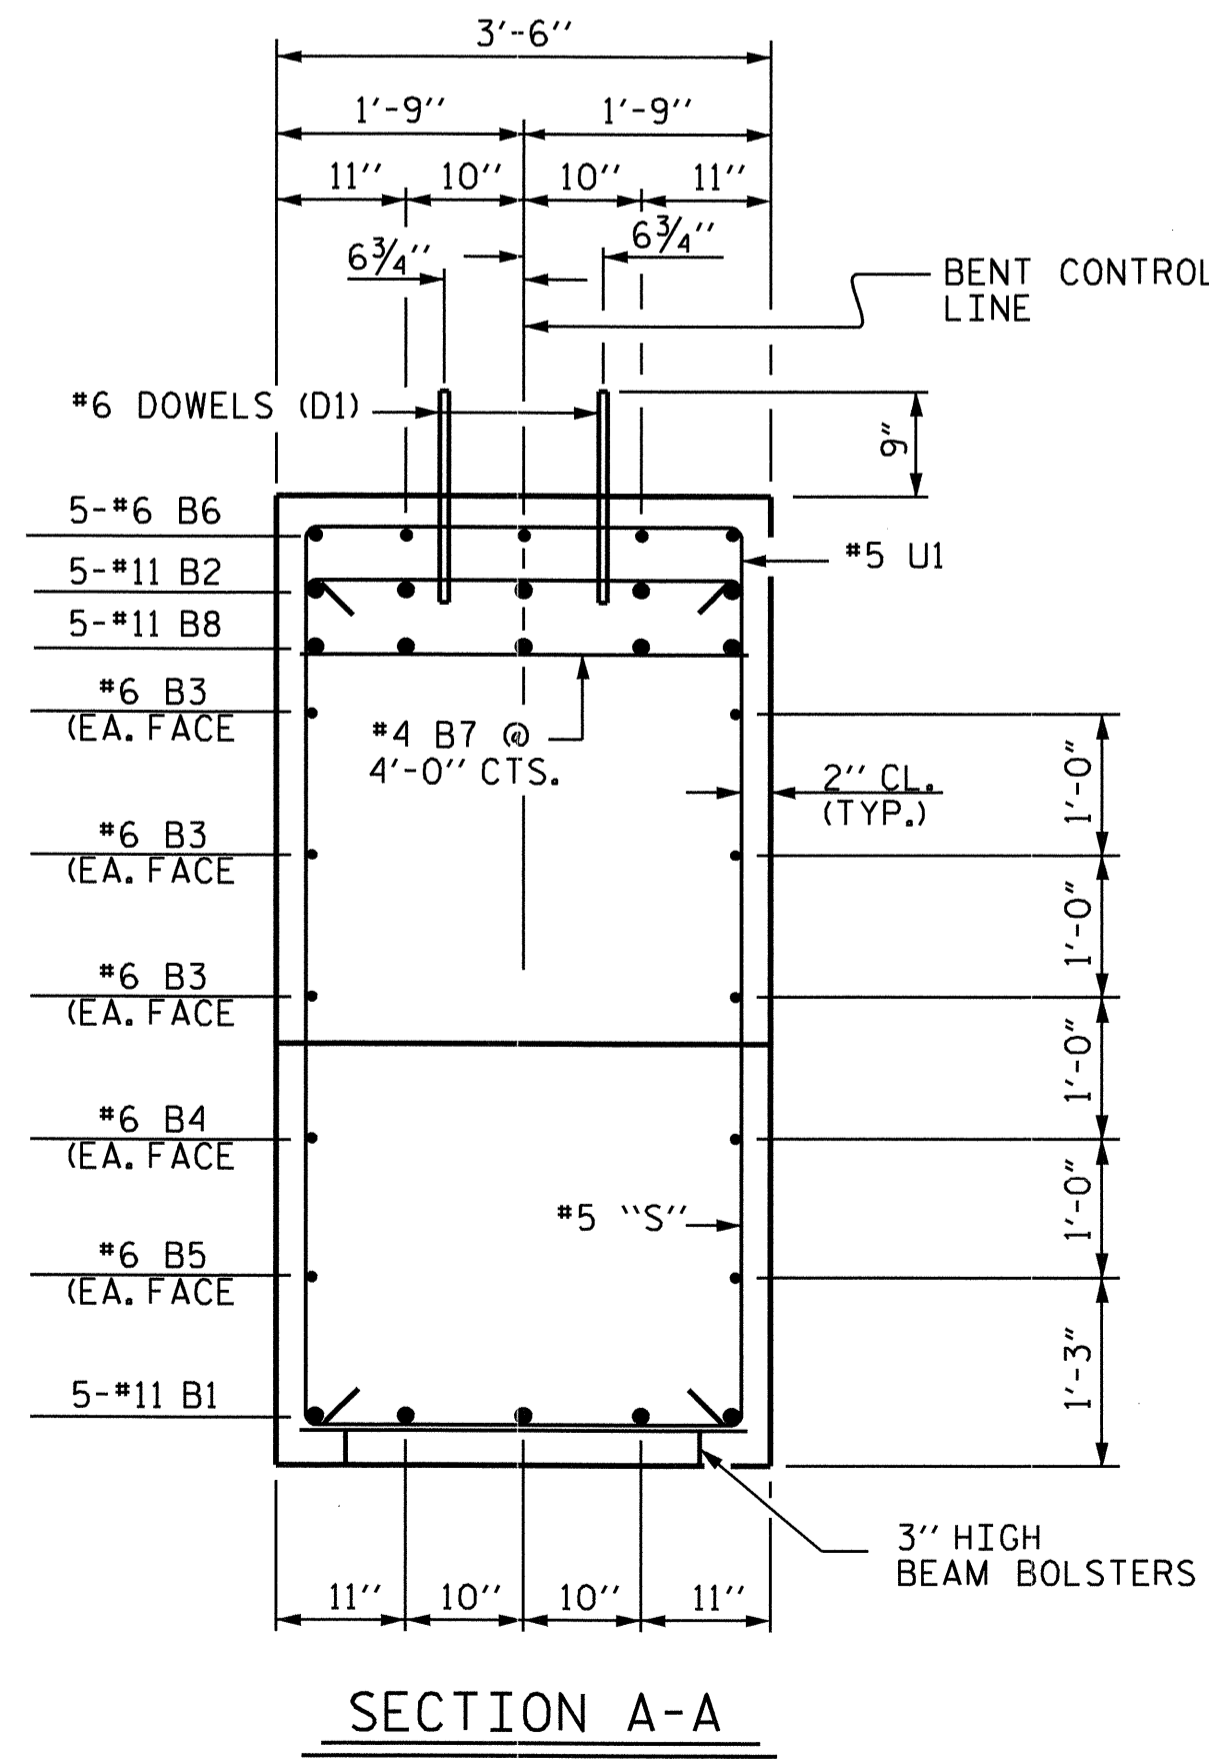 3'-6"
1'-9" 1'-9"
11" 10" 10" 11"
6¾" 6¾"
BENT CONTROL
LINE
#6 DOWELS (D1)
9"
5-#6 B6
#5 U1
5-#11 B2
5-#11 B8
#6 B3
(EA. FACE
#4 B7 @
4'-0" CTS.
2" CL.
(TYP.)
1'-0"
#6 B3
(EA. FACE
1'-0"
#6 B3
(EA. FACE
1'-0"
#6 B4
(EA. FACE
#5 "S"
1'-0"
#6 B5
(EA. FACE
1'-3"
5-#11 B1
3" HIGH
BEAM BOLSTERS
11" 10" 10" 11"
SECTION A-A